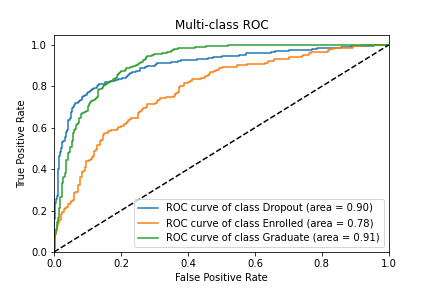 Multi-class ROC
True Positive Rate
1.0
0.8
0.6
0.4
0.2
0.0
ROC curve of class Dropout (area = 0.90)
ROC curve of class Enrolled (area = 0.78)
ROC curve of class Graduate (area = 0.91)
0.0 0.2 0.4 0.6 0.8 1.0
False Positive Rate